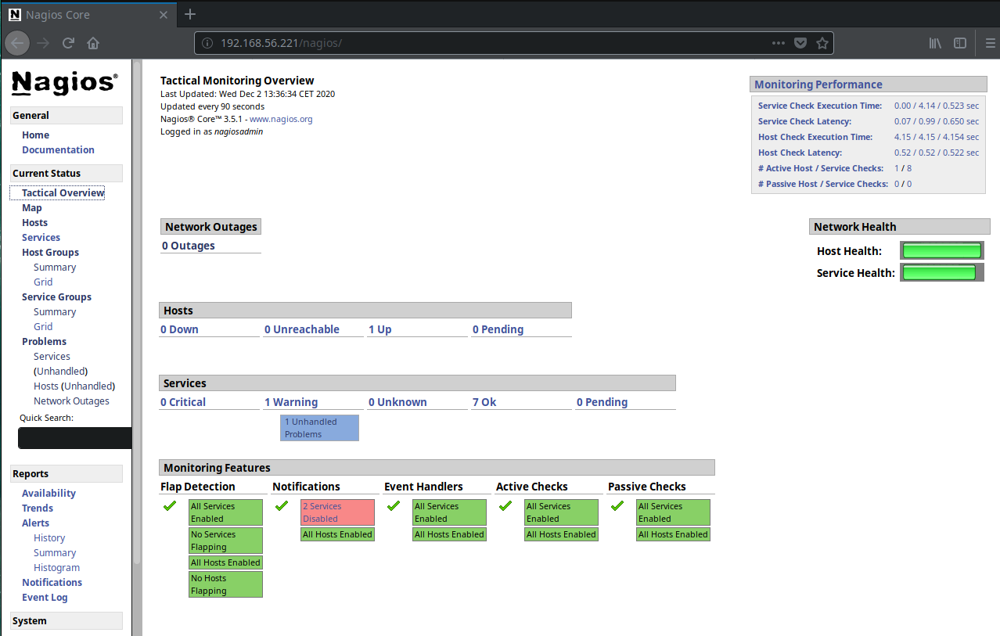 Nagios Core
192.168.56.221/nagios/
Nagios®
General
Home
Documentation
Current Status
Tactical Overview
Map
Hosts
Services
Host Groups
Summary
Grid
Service Groups
Summary
Grid
Problems
Services
(Unhandled)
Hosts (Unhandled)
Network Outages
Quick Search:
Reports
Availability
Trends
Alerts
History
Summary
Histogram
Notifications
Event Log
System
Tactical Monitoring Overview
Last Updated: Wed Dec 2 13:36:34 CET 2020
Updated every 90 seconds
Nagios® Core™ 3.5.1 - www.nagios.org
Logged in as nagiosadmin
Monitoring Performance
Service Check Execution Time: 0.00 / 4.14 / 0.523 sec
Service Check Latency: 0.07 / 0.99 / 0.650 sec
Host Check Execution Time: 4.15 / 4.15 / 4.154 sec
Host Check Latency: 0.52 / 0.52 / 0.522 sec
# Active Host / Service Checks: 1 / 8
# Passive Host / Service Checks: 0 / 0
Network Outages
0 Outages
Network Health
Host Health:
Service Health:
Hosts
0 Down 0 Unreachable 1 Up 0 Pending
Services
0 Critical 1 Warning 0 Unknown 7 Ok 0 Pending
1 Unhandled
Problems
Monitoring Features
Flap Detection Notifications Event Handlers Active Checks Passive Checks
All Services
Enabled
No Services
Flapping
All Hosts Enabled
No Hosts
Flapping
2 Services
Disabled
All Hosts Enabled
All Services
Enabled
All Hosts Enabled
All Services
Enabled
All Hosts Enabled
All Services
Enabled
All Hosts Enabled